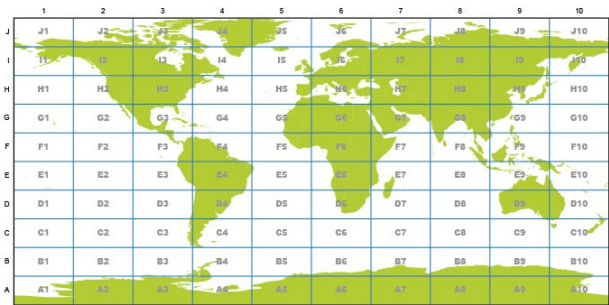 1 2 3 4 5 6 7 8 9 10
J J1 J2 J3 J4 J5 J6 J7 J8 J9 J10
I I1 I2 I3 I4 I5 I6 I7 I8 I9 J10
H H1 H2 H3 H4 H5 H6 H7 H8 H9 H10
G G1 G2 G3 G4 G5 G6 G7 G8 G9 G10
F F1 F2 F3 F4 F5 F6 F7 F8 F9 F10
E E1 E2 E3 E4 E5 E6 E7 E8 E9 E10
D D1 D2 D3 D4 D5 D6 D7 D8 D9 D10
C C1 C2 C3 C4 C5 C6 C7 C8 C9 C10
B B1 B2 B3 B4 B5 B6 B7 B8 B9 B10
A A1 A2 A3 A4 A5 A6 A7 A8 A9 A10